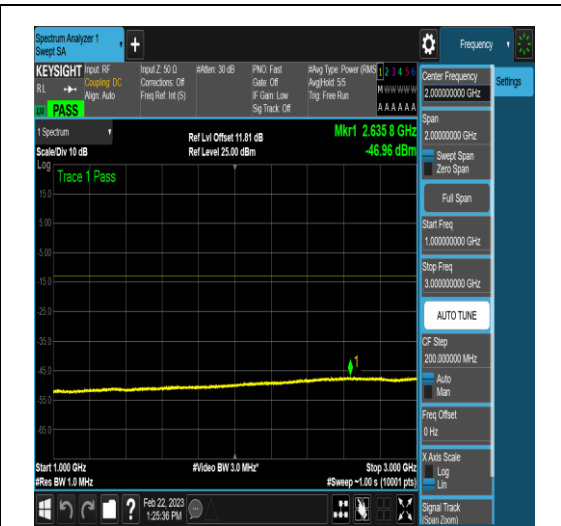 Spectrum Analyzer 1
Swept SA
+
Frequency
KEYSIGHT
RL
PASS
Input: RF
Coupling: DC
Align: Auto
Input Z: 50 Ω
Corrections: Off
Freq Ref: Int (S)
#Atten: 30 dB
PNO: Fast
Gate: Off
IF Gain: Low
Sig Track: Off
#Avg Type: Power (RMS
Avg|Hold: 5/5
Trig: Free Run
1 2 3 4 5 6
M W W W W W
A A A A A A
1 Spectrum
Scale/Div 10 dB
Ref Lvl Offset 11.81 dB
Ref Level 25.00 dBm
Mkr1 2.635 8 GHz
-46.96 dBm
Log
Trace 1 Pass
15.0
5.00
-5.00
-15.0
-25.0
-35.0
-45.0
-55.0
-65.0
1
Start 1.000 GHz
#Res BW 1.0 MHz
#Video BW 3.0 MHz*
Stop 3.000 GHz
#Sweep ~1.00 s (10001 pts)
Center Frequency
2.000000000 GHz
Settings
Span
2.00000000 GHz
Swept Span
Zero Span
Full Span
Start Freq
1.000000000 GHz
Stop Freq
3.000000000 GHz
AUTO TUNE
CF Step
200.000000 MHz
Auto
Man
Freq Offset
0 Hz
X Axis Scale
Log
Lin
Signal Track
(Span Zoom)
?
Feb 22, 2023
1:25:36 PM